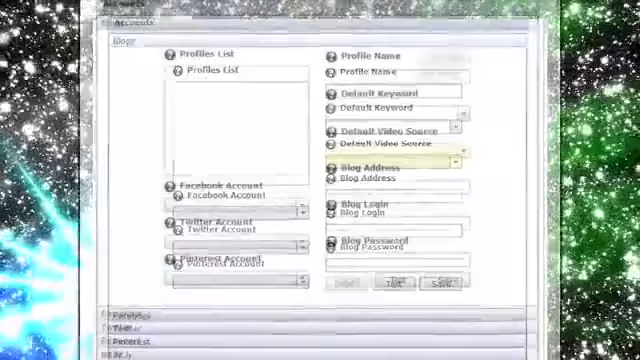 Accounts
Blogs
Profiles List
Profiles List
Facebook Account
Facebook Account
Twitter Account
Twitter Account
Pinterest Account
Pinterest Account
Profile Name
Profile Name
Default Keyword
Default Keyword
Default Video Source
Default Video Source
Blog Address
Blog Address
Blog Login
Blog Login
Blog Password
Blog Password
Test
Save
Facebook
Twitter
Pinterest